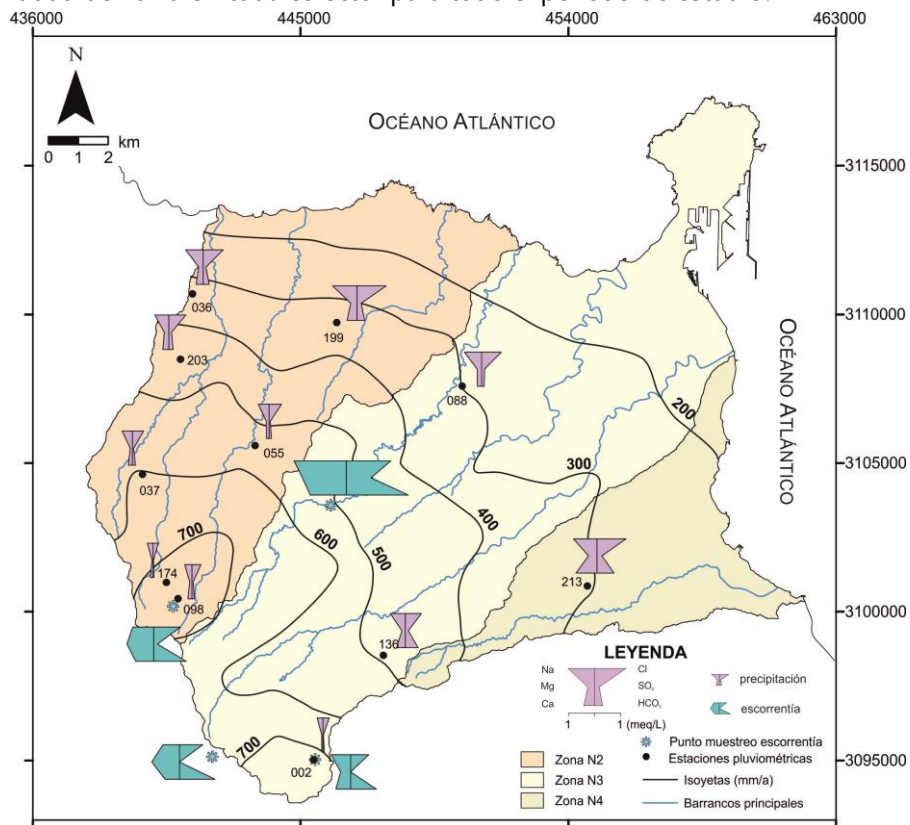 436000 445000 454000 463000
N
0 1 2 km
OCÉANO ATLÁNTICO
3115000
036
199
3110000
203
088
OCÉANO ATLÁNTICO
055
200
037
300
3105000
700
600
500
400
174
098
213
3100000
136
LEYENDA
Na Cl
Mg SO₄
Ca HCO₃
1 1 (meq/L)
precipitación
escorrentía
Punto muestreo escorrentía
Estaciones pluviométricas
Isoyetas (mm/a)
Barrancos principales
Zona N2
Zona N3
Zona N4
700
002
3095000